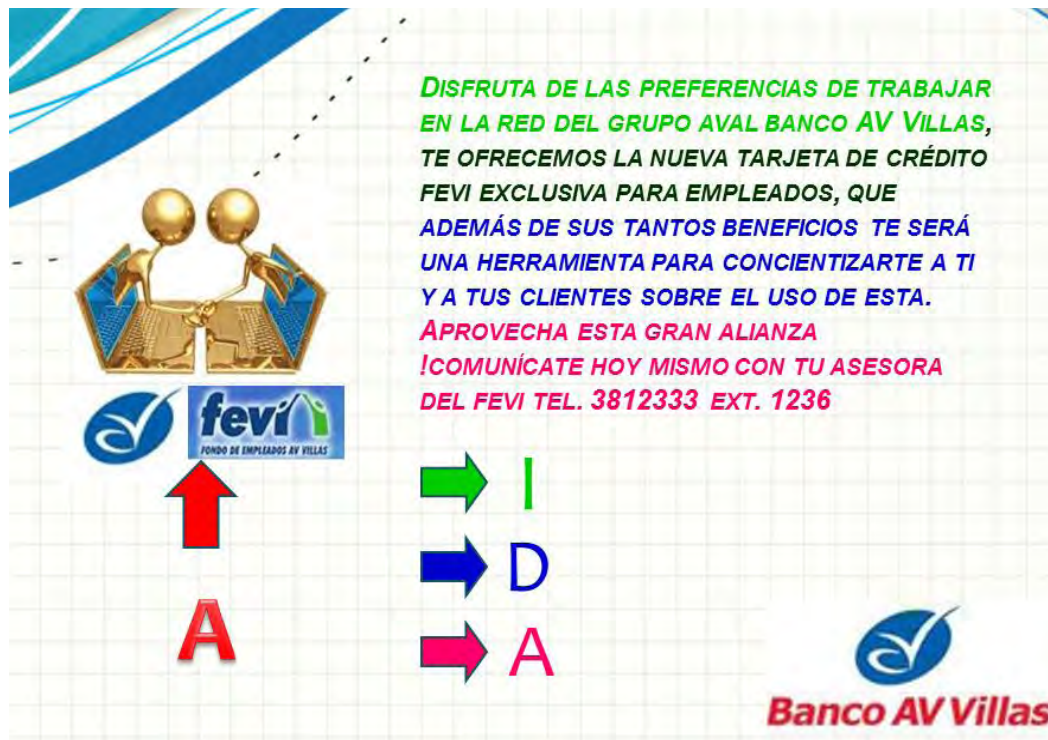 DISFRUTA DE LAS PREFERENCIAS DE TRABAJAR
EN LA RED DEL GRUPO AVAL BANCO AV VILLAS,
TE OFRECEMOS LA NUEVA TARJETA DE CRÉDITO
FEVI EXCLUSIVA PARA EMPLEADOS, QUE
ADEMÁS DE SUS TANTOS BENEFICIOS TE SERÁ
UNA HERRAMIENTA PARA CONCIENTIZARTE A TI
Y A TUS CLIENTES SOBRE EL USO DE ESTA.
APROVECHA ESTA GRAN ALIANZA
!COMUNÍCATE HOY MISMO CON TU ASESORA
DEL FEVI TEL. 3812333 EXT. 1236
fevi
FONDO DE EMPLEADOS AV VILLAS
A
I
D
A
Banco AV Villas